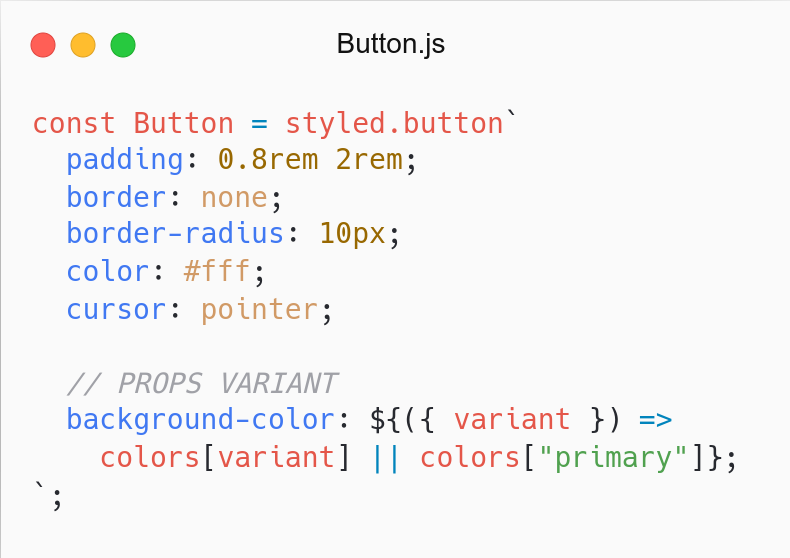 Button.js
const Button = styled.button`
  padding: 0.8rem 2rem;
  border: none;
  border-radius: 10px;
  color: #fff;
  cursor: pointer;

  // PROPS VARIANT
  background-color: ${({ variant }) =>
    colors[variant] || colors["primary"]};
`;